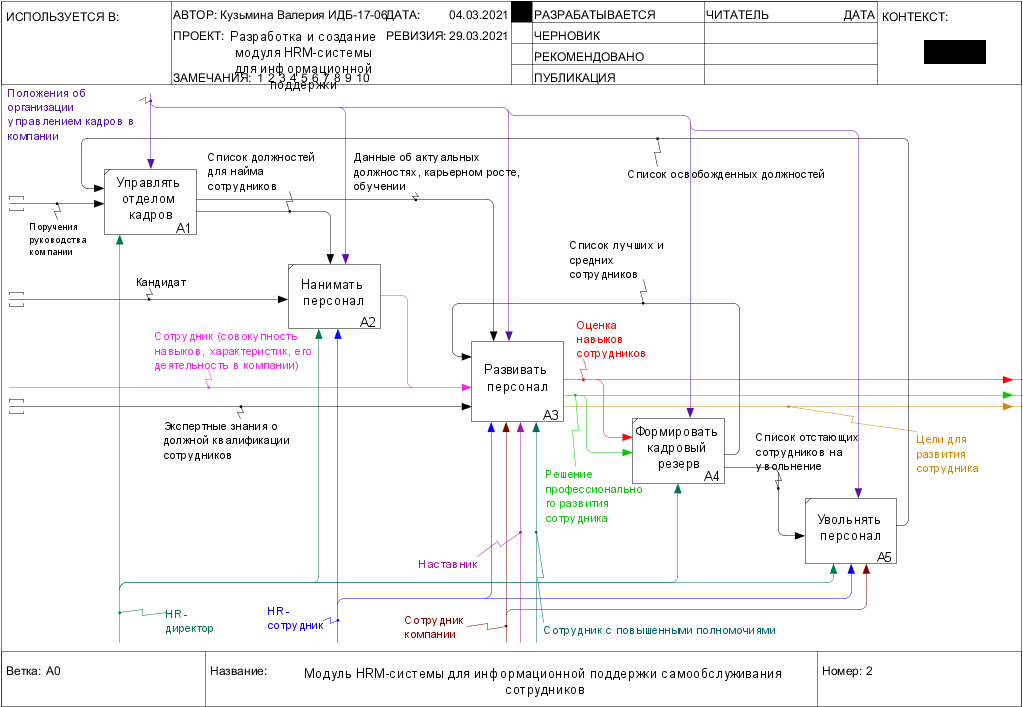 ИСПОЛЬЗУЕТСЯ В:
АВТОР: Кузьмина Валерия ИДБ-17-06
ДАТА: 04.03.2021
РАЗРАБАТЫВАЕТСЯ
ЧИТАТЕЛЬ
ДАТА
КОНТЕКСТ:
ПРОЕКТ: Разработка и создание
модуля HRM-системы
для информационной
поддержки
РЕВИЗИЯ: 29.03.2021
ЧЕРНОВИК
РЕКОМЕНДОВАНО
ЗАМЕЧАНИЯ: 1 2 3 4 5 6 7 8 9 10
ПУБЛИКАЦИЯ
Положения об
организации
управлением кадров в
компании
Список должностей
для найма
сотрудников
Данные об актуальных
должностях, карьерном росте,
обучении
Список освобожденных должностей
Управлять
отделом
кадров
A1
Поручения
руководства
компании
Список лучших и
средних
сотрудников
Кандидат
Нанимать
персонал
A2
Сотрудник (совокупность
навыков, характеристик, его
деятельность в компании)
Оценка
навыков
сотрудников
Развивать
персонал
A3
Экспертные знания о
должной квалификации
сотрудников
Формировать
кадровый
резерв
A4
Список отстающих
сотрудников на
увольнение
Цели для
развития
сотрудника
Решение
профессионально
го развития
сотрудника
Увольнять
персонал
A5
Наставник
HR-
директор
HR-
сотрудник
Сотрудник
компании
Сотрудник с повышенными полномочиями
Ветка: A0
Название:
Модуль HRM-системы для информационной поддержки самообслуживания
сотрудников
Номер: 2